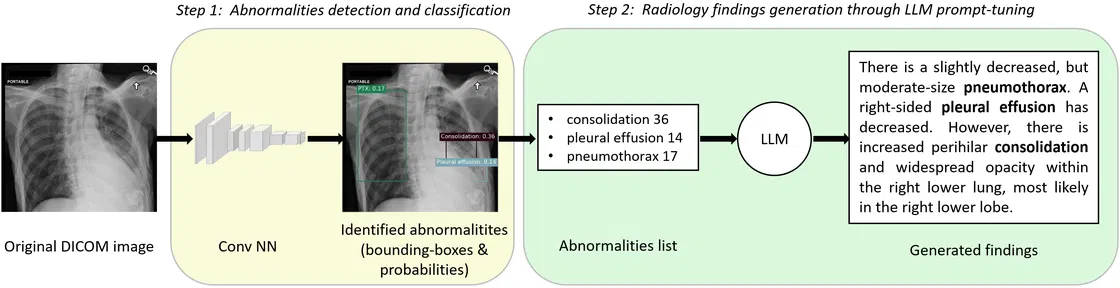 Step 1:  Abnormalities detection and classification
Step 2:  Radiology findings generation through LLM prompt-tuning
PORTABLE
PORTABLE
PTX: 0.17
Consolidation: 0.36
Pleural effusion: 0.14
• consolidation 36
• pleural effusion 14
• pneumothorax 17
LLM
There is a slightly decreased, but
moderate-size pneumothorax. A
right-sided pleural effusion has
decreased. However, there is
increased perihilar consolidation
and widespread opacity within
the right lower lung, most likely
in the right lower lobe.
Original DICOM image
Conv NN
Identified abnormalitites
(bounding-boxes &
probabilities)
Abnormalities list
Generated findings